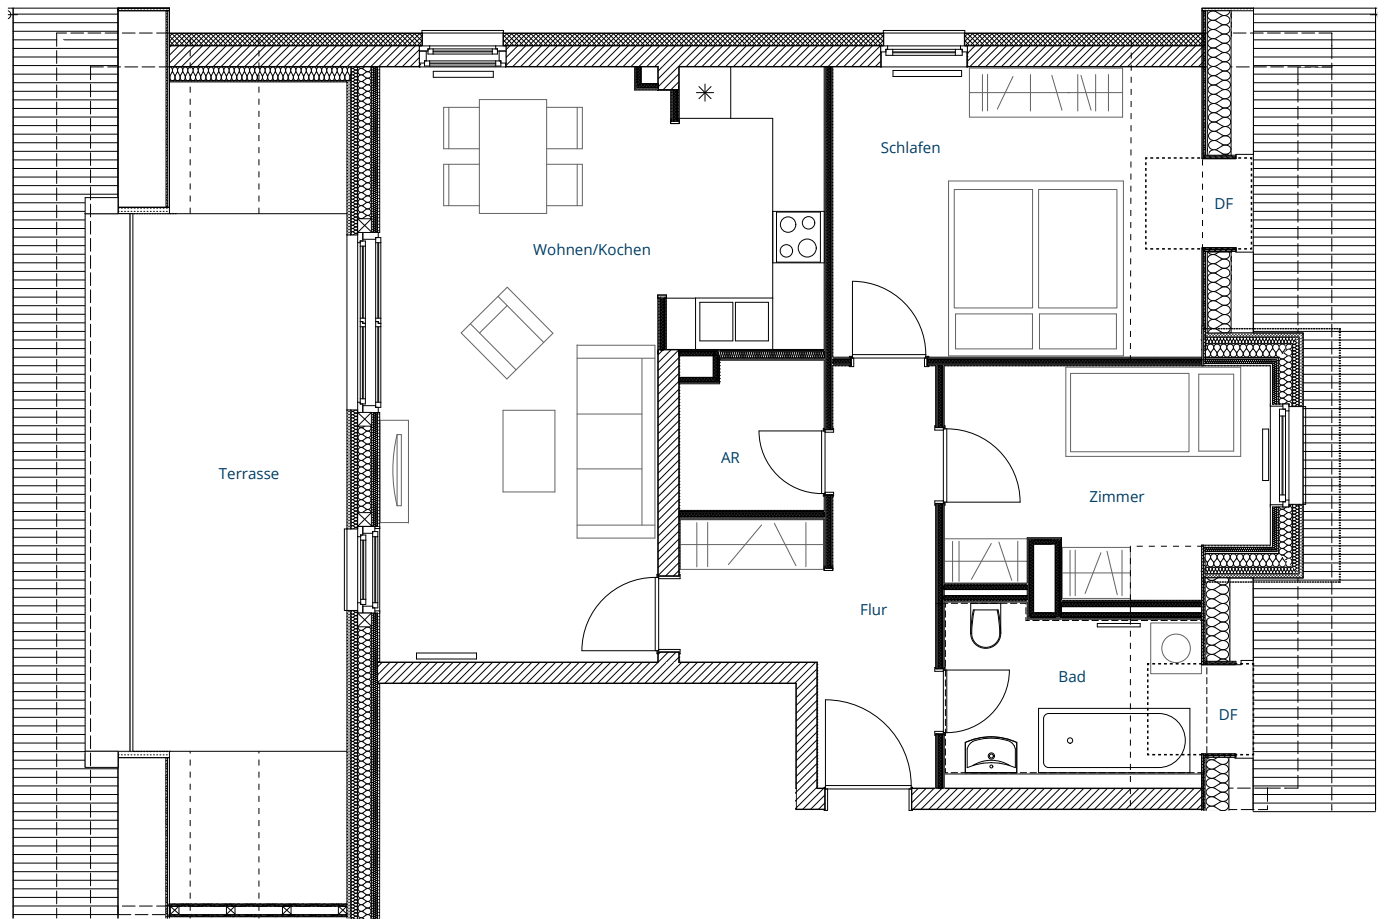 Schlafen
DF
Wohnen/Kochen
AR
Terrasse
Zimmer
Flur
Bad
DF